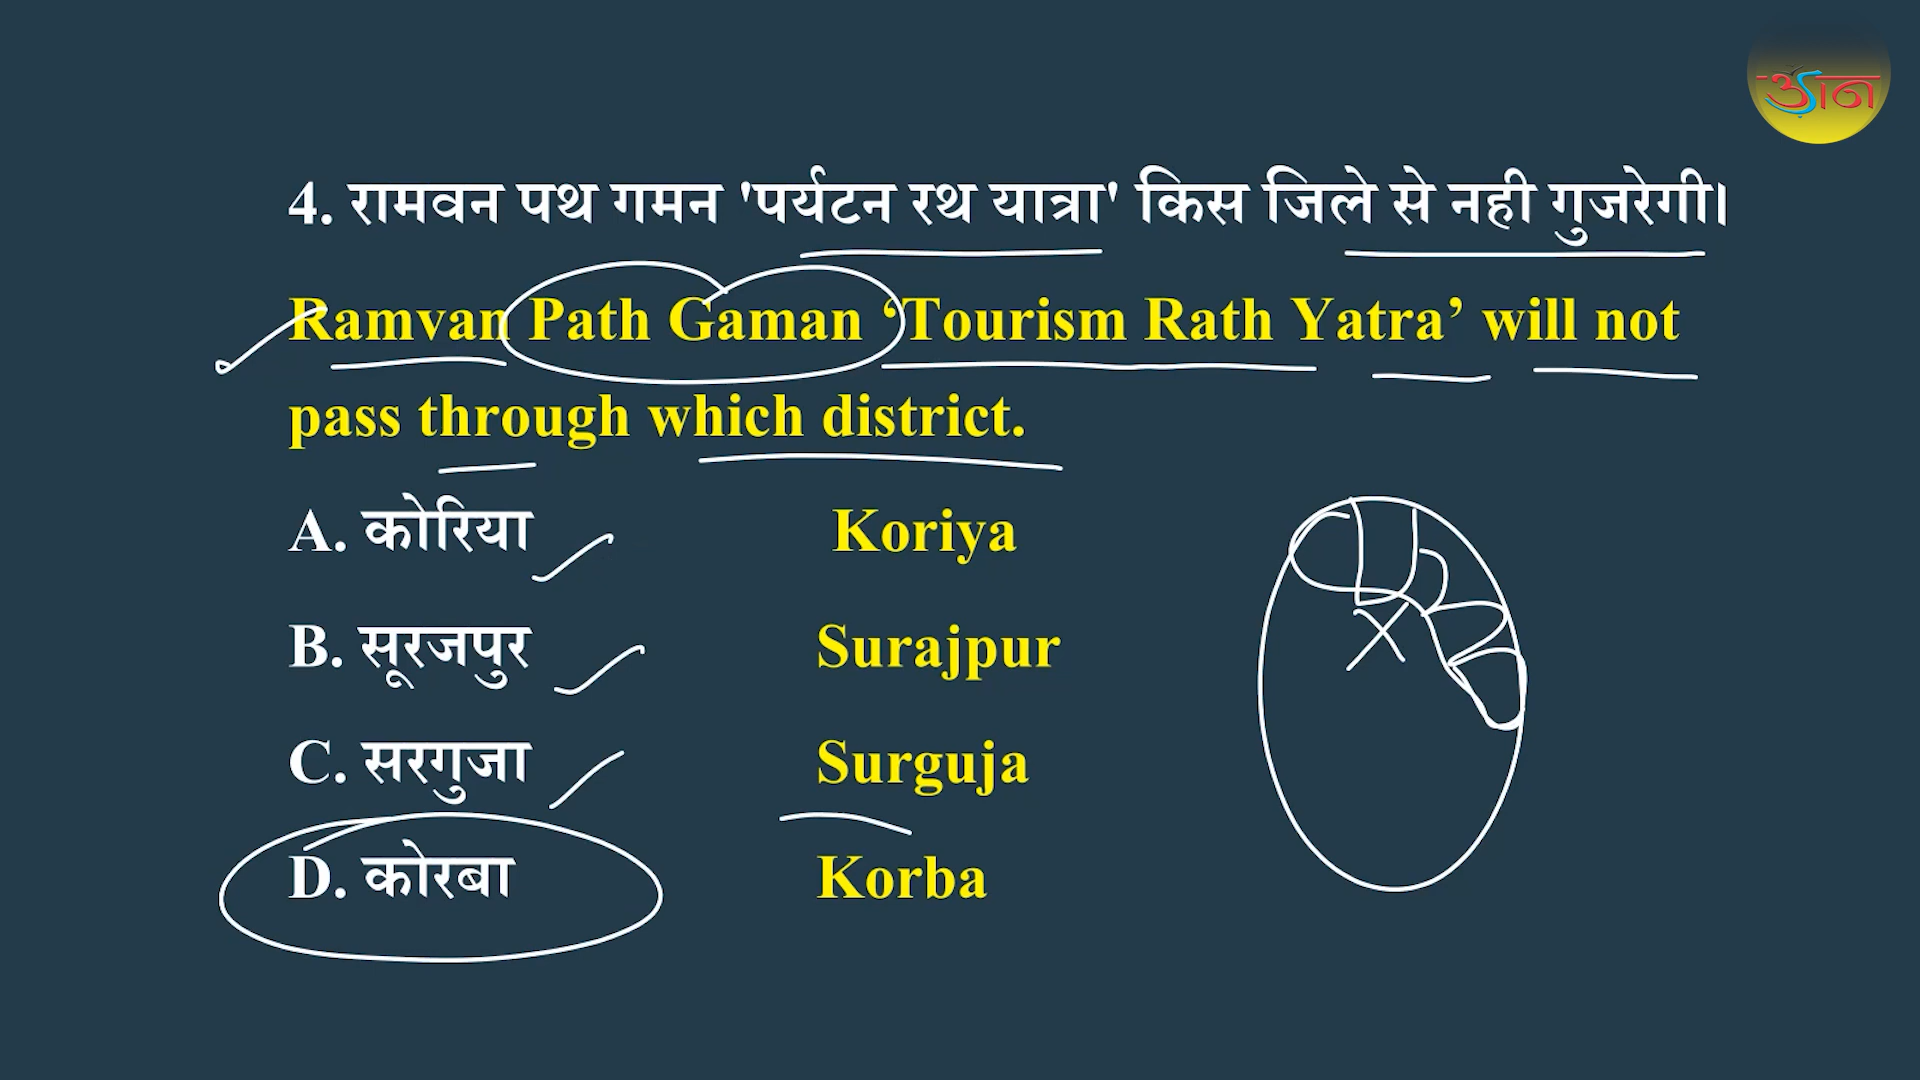 उड़ान
4. रामवन पथ गमन 'पर्यटन रथ यात्रा' किस जिले से नही गुजरेगी।
Ramvan Path Gaman ‘Tourism Rath Yatra’ will not
pass through which district.
A. कोरिया Koriya
B. सूरजपुर Surajpur
C. सरगुजा Surguja
D. कोरबा Korba